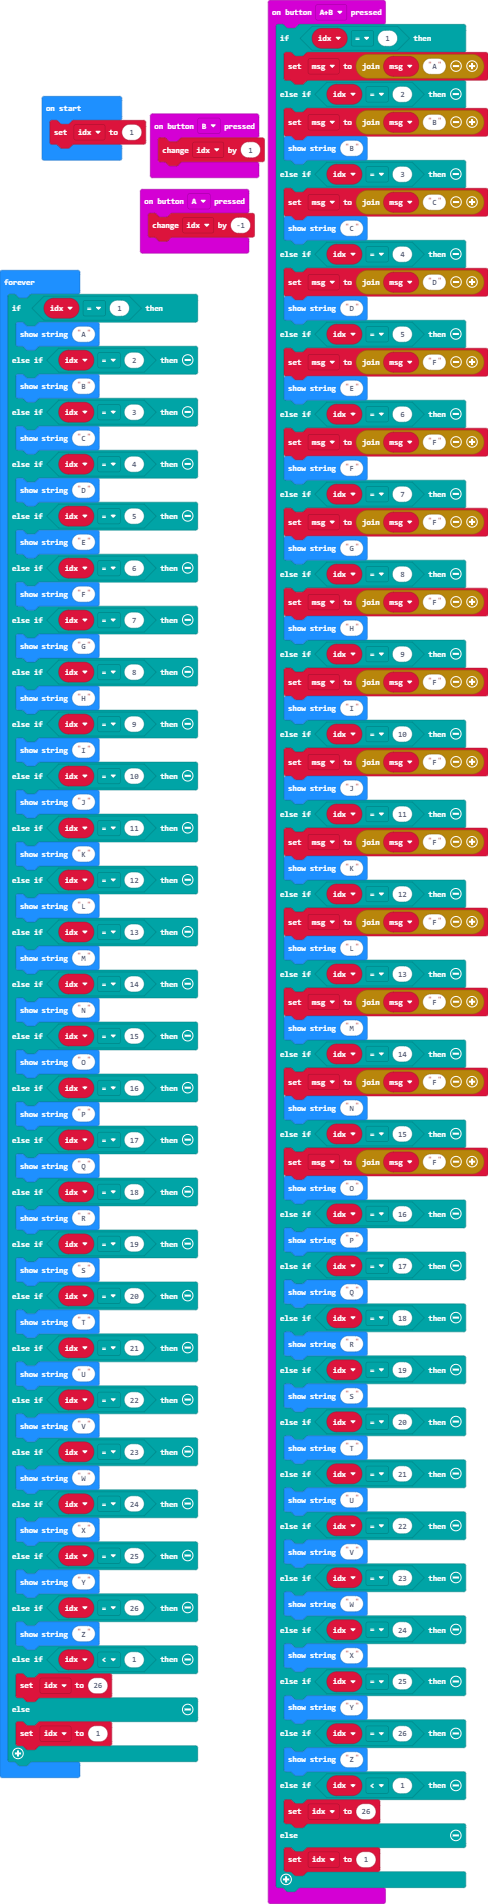 on start
set idx to 1
on button B pressed
change idx by 1
on button A pressed
change idx by -1
forever
if idx = 1 then
show string "A"
else if idx = 2 then
show string "B"
else if idx = 3 then
show string "C"
else if idx = 4 then
show string "D"
else if idx = 5 then
show string "E"
else if idx = 6 then
show string "F"
else if idx = 7 then
show string "G"
else if idx = 8 then
show string "H"
else if idx = 9 then
show string "I"
else if idx = 10 then
show string "J"
else if idx = 11 then
show string "K"
else if idx = 12 then
show string "L"
else if idx = 13 then
show string "M"
else if idx = 14 then
show string "N"
else if idx = 15 then
show string "O"
else if idx = 16 then
show string "P"
else if idx = 17 then
show string "Q"
else if idx = 18 then
show string "R"
else if idx = 19 then
show string "S"
else if idx = 20 then
show string "T"
else if idx = 21 then
show string "U"
else if idx = 22 then
show string "V"
else if idx = 23 then
show string "W"
else if idx = 24 then
show string "X"
else if idx = 25 then
show string "Y"
else if idx = 26 then
show string "Z"
else if idx < 1 then
set idx to 26
else
set idx to 1
on button A+B pressed
if idx = 1 then
set msg to join msg "A"
else if idx = 2 then
set msg to join msg "B"
show string "B"
else if idx = 3 then
set msg to join msg "C"
show string "C"
else if idx = 4 then
set msg to join msg "D"
show string "D"
else if idx = 5 then
set msg to join msg "F"
show string "E"
else if idx = 6 then
set msg to join msg "F"
show string "F"
else if idx = 7 then
set msg to join msg "F"
show string "G"
else if idx = 8 then
set msg to join msg "F"
show string "H"
else if idx = 9 then
set msg to join msg "F"
show string "I"
else if idx = 10 then
set msg to join msg "F"
show string "J"
else if idx = 11 then
set msg to join msg "F"
show string "K"
else if idx = 12 then
set msg to join msg "F"
show string "L"
else if idx = 13 then
set msg to join msg "F"
show string "M"
else if idx = 14 then
set msg to join msg "F"
show string "N"
else if idx = 15 then
set msg to join msg "F"
show string "O"
else if idx = 16 then
show string "P"
else if idx = 17 then
show string "Q"
else if idx = 18 then
show string "R"
else if idx = 19 then
show string "S"
else if idx = 20 then
show string "T"
else if idx = 21 then
show string "U"
else if idx = 22 then
show string "V"
else if idx = 23 then
show string "W"
else if idx = 24 then
show string "X"
else if idx = 25 then
show string "Y"
else if idx = 26 then
show string "Z"
else if idx < 1 then
set idx to 26
else
set idx to 1